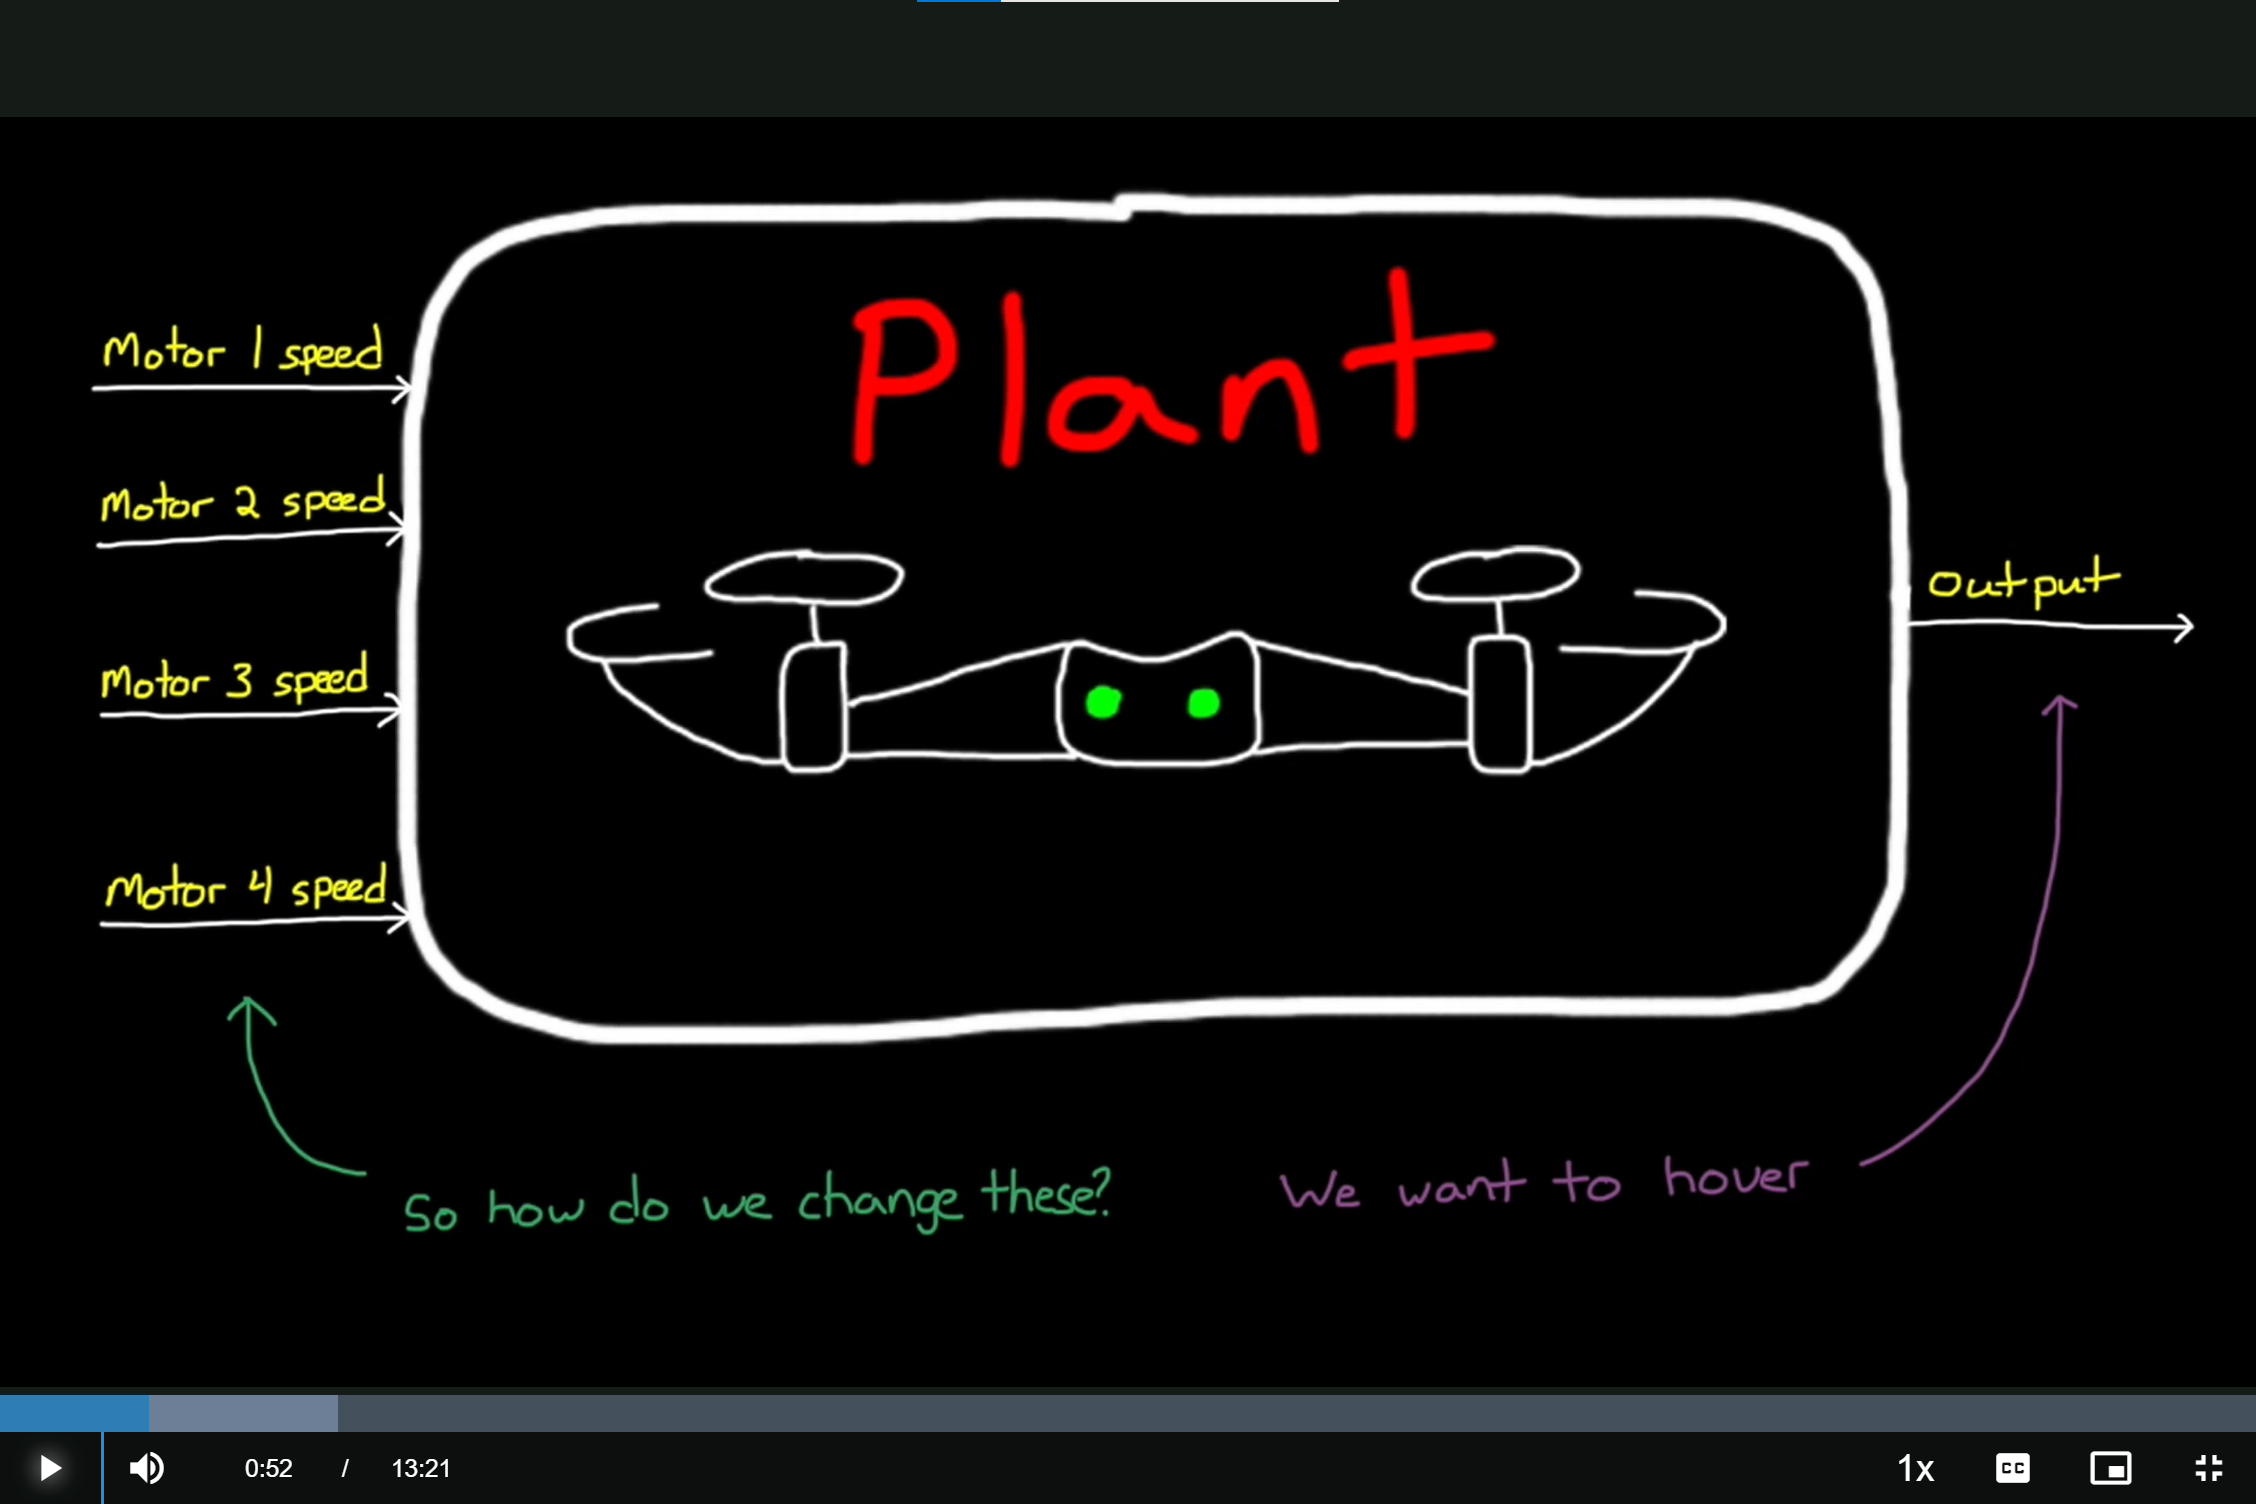 Plant
Motor 1 speed
Motor 2 speed
Motor 3 speed
Motor 4 speed
output
So how do we change these?
We want to hover
0:52 / 13:21
1x
CC